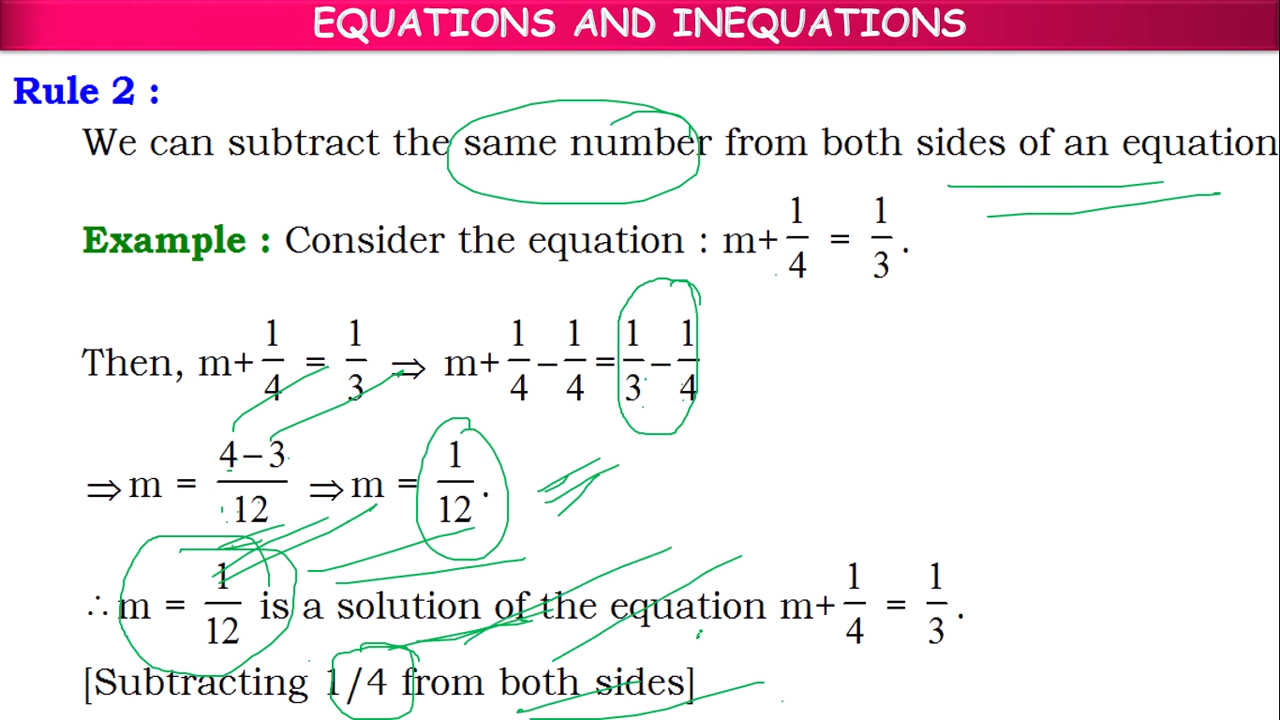 EQUATIONS AND INEQUATIONS
Rule 2 :
We can subtract the same number from both sides of an equation
Example : Consider the equation : m+1/4 = 1/3.
Then, m+1/4 = 1/3 ⇒ m+1/4−1/4=1/3−1/4
⇒m = 4−3/12 ⇒m = 1/12.
∴m = 1/12 is a solution of the equation m+1/4 = 1/3.
[Subtracting 1/4 from both sides]